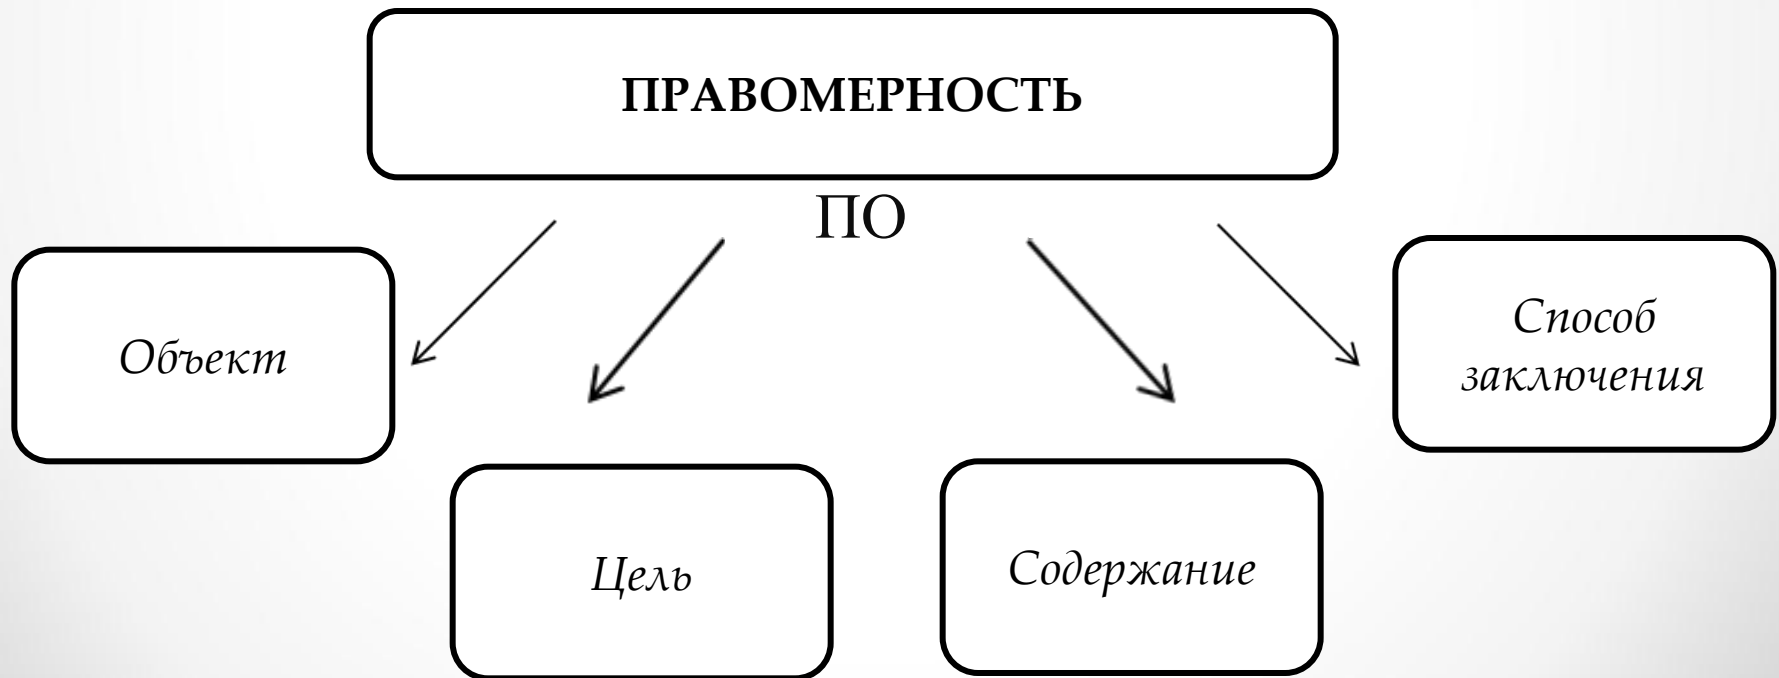 ПРАВОМЕРНОСТЬ
ПО
Объект
Способ
заключения
Цель
Содержание